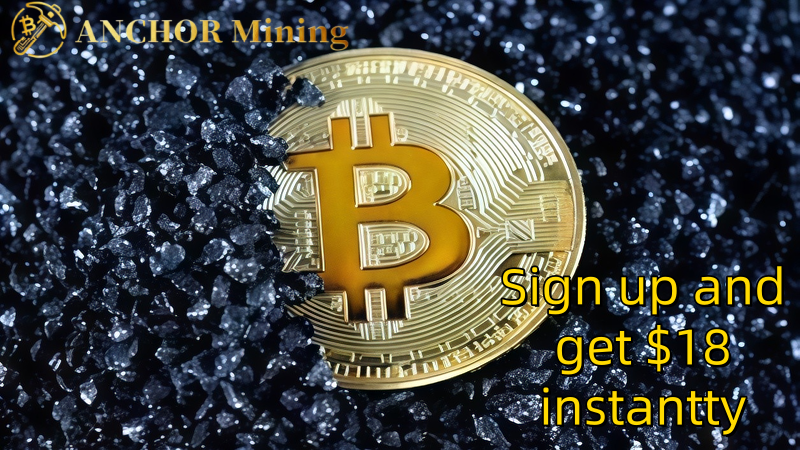 ANCHOR Mining
Sign up and
get $18
instantty